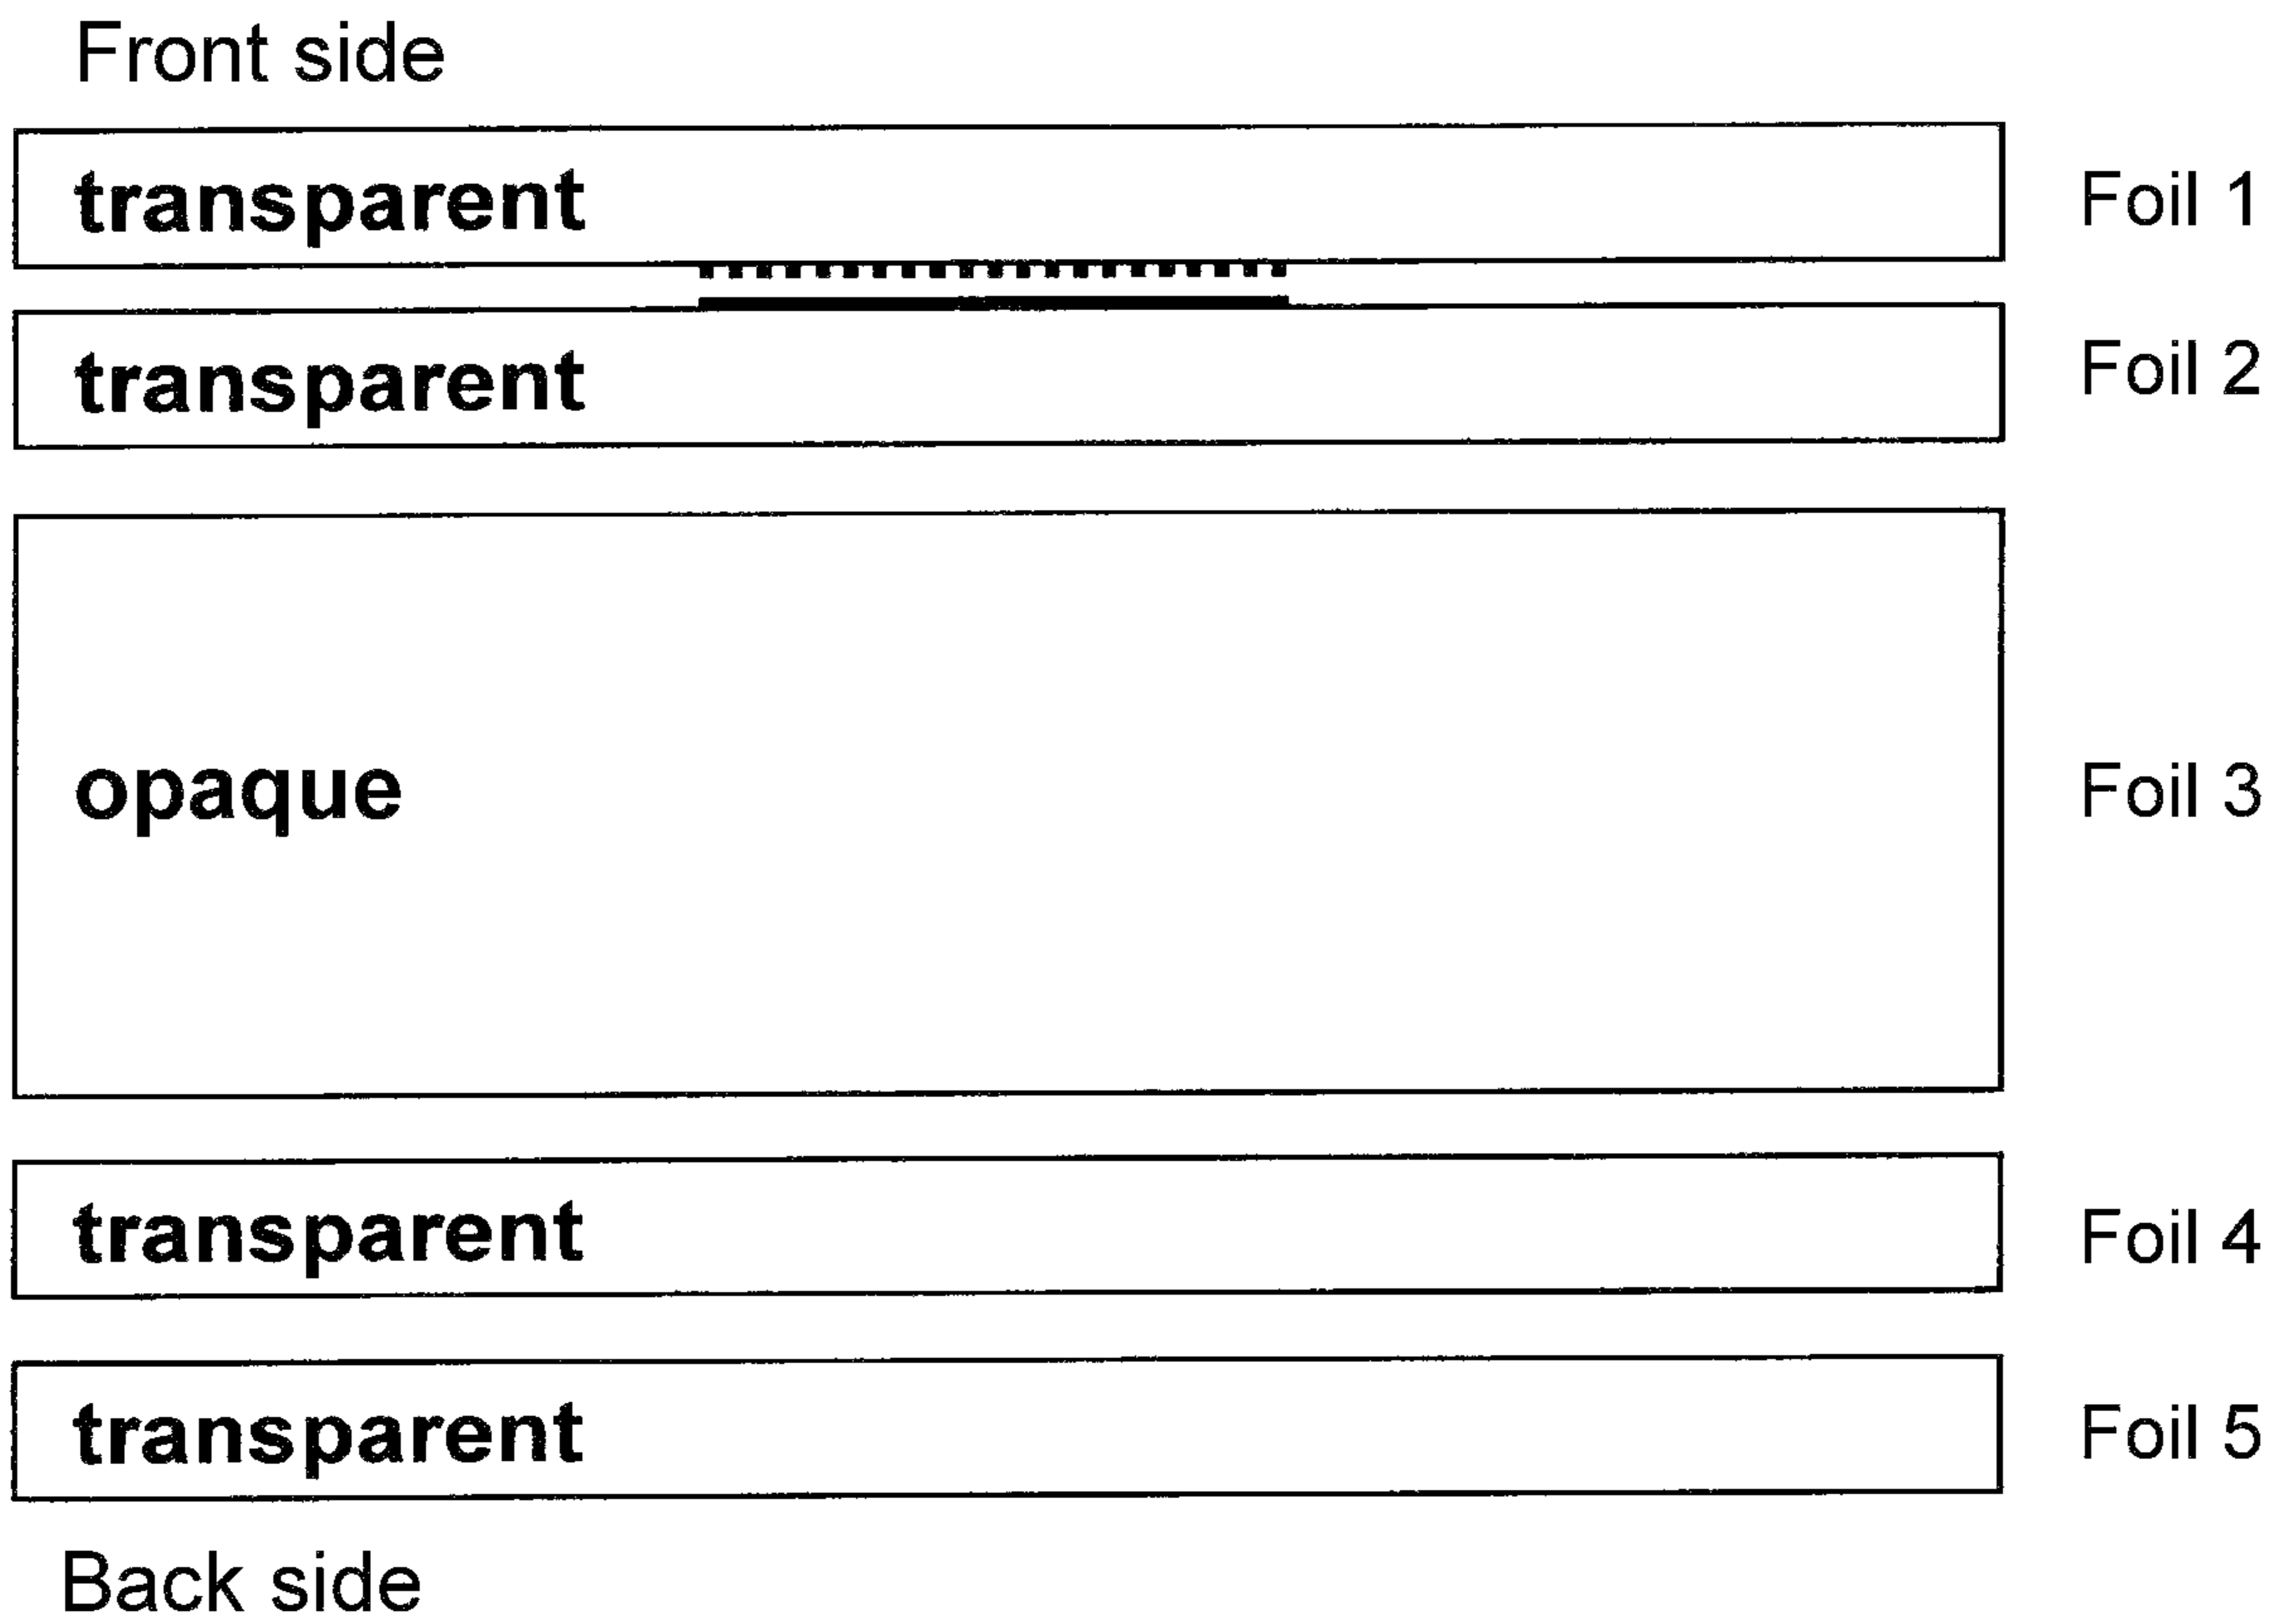 Front side
transparent Foil 1
transparent Foil 2
opaque Foil 3
transparent Foil 4
transparent Foil 5
Back side